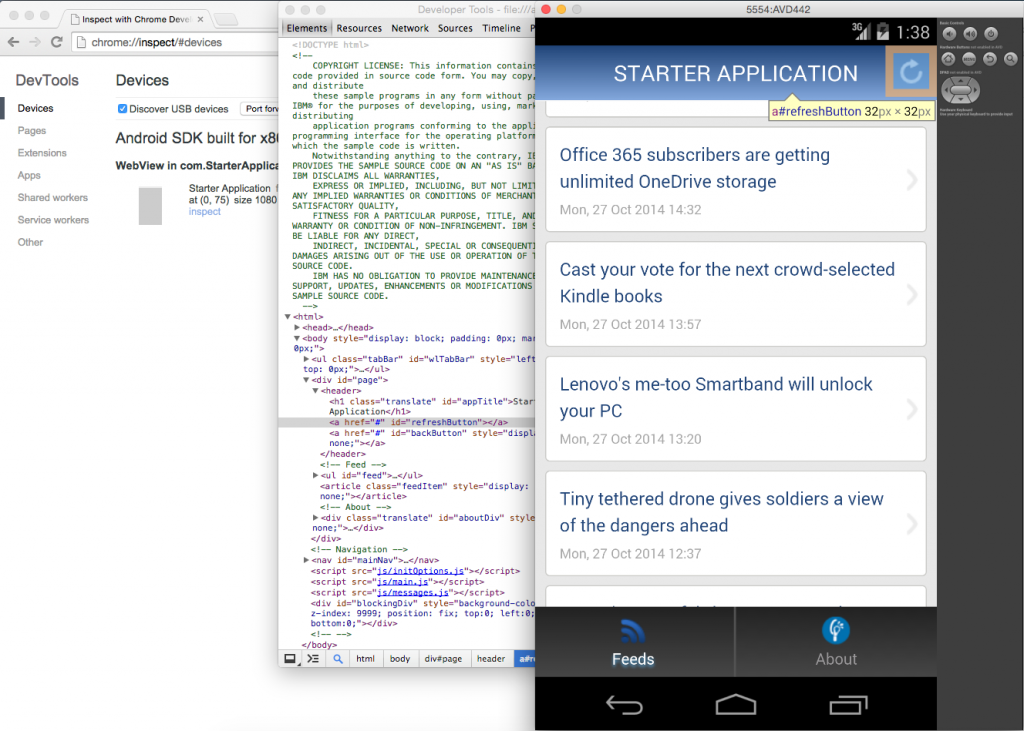 Inspect with Chrome Devel
chrome://inspect/#devices
DevTools
Devices
Pages
Extensions
Apps
Shared workers
Service workers
Other
Devices
Discover USB devices
Port forv
Android SDK built for x8
WebView in com.StarterApplica
Starter Application
at (0, 75) size 1080
inspect
Developer Tools - file:///a
Elements Resources Network Sources Timeline
<!DOCTYPE html>
<!--
COPYRIGHT LICENSE: This information contains
code provided in source code form. You may copy,
and distribute
these sample programs in any form without pa
IBM® for the purposes of developing, using, mark
distributing
application programs conforming to the appli
programming interface for the operating platform
which the sample code is written.
Notwithstanding anything to the contrary, IB
PROVIDES THE SAMPLE SOURCE CODE ON AN "AS IS" BA
IBM DISCLAIMS ALL WARRANTIES,
EXPRESS OR IMPLIED, INCLUDING, BUT NOT LIMIT
ANY IMPLIED WARRANTIES OR CONDITIONS OF MERCHANT
SATISFACTORY QUALITY,
FITNESS FOR A PARTICULAR PURPOSE, TITLE, AND
WARRANTY OR CONDITION OF NON-INFRINGEMENT. IBM S
BE LIABLE FOR ANY DIRECT,
INDIRECT, INCIDENTAL, SPECIAL OR CONSEQUENTI
DAMAGES ARISING OUT OF THE USE OR OPERATION OF T
SOURCE CODE.
IBM HAS NO OBLIGATION TO PROVIDE MAINTENANC
SUPPORT, UPDATES, ENHANCEMENTS OR MODIFICATIONS
SAMPLE SOURCE CODE.
-->
<html>
<head>…</head>
<body style="display: block; padding: 0px; mar
0px;">
<ul class="tabBar" id="wlTabBar" style="left
top: 0px;">…</ul>
<div id="page">
<header>
<h1 class="translate" id="appTitle">Star
Application</h1>
<a href="#" id="refreshButton"></a>
<a href="#" id="backButton" style="displa
none;"></a>
</header>
<!-- Feed -->
<ul id="feed">…</ul>
<article class="feedItem" style="display:
none;"></article>
<!-- About -->
<div class="translate" id="aboutDiv" style
none;">…</div>
</div>
<!-- Navigation -->
<nav id="mainNav">…</nav>
<script src="js/initOptions.js"></script>
<script src="js/main.js"></script>
<script src="js/messages.js"></script>
<div id="blockingDiv" style="background-colo
z-index: 9999; position: fix; top:0; left:0;
bottom:0;"></div>
<!-- -->
</body>
html body div#page header a#re
5554:AVD442
3G 1:38
STARTER APPLICATION
a#refreshButton 32px × 32px
Office 365 subscribers are getting
unlimited OneDrive storage
Mon, 27 Oct 2014 14:32
Cast your vote for the next crowd-selected
Kindle books
Mon, 27 Oct 2014 13:57
Lenovo's me-too Smartband will unlock
your PC
Mon, 27 Oct 2014 13:20
Tiny tethered drone gives soldiers a view
of the dangers ahead
Mon, 27 Oct 2014 12:37
Feeds
About
Basic Controls
MENU